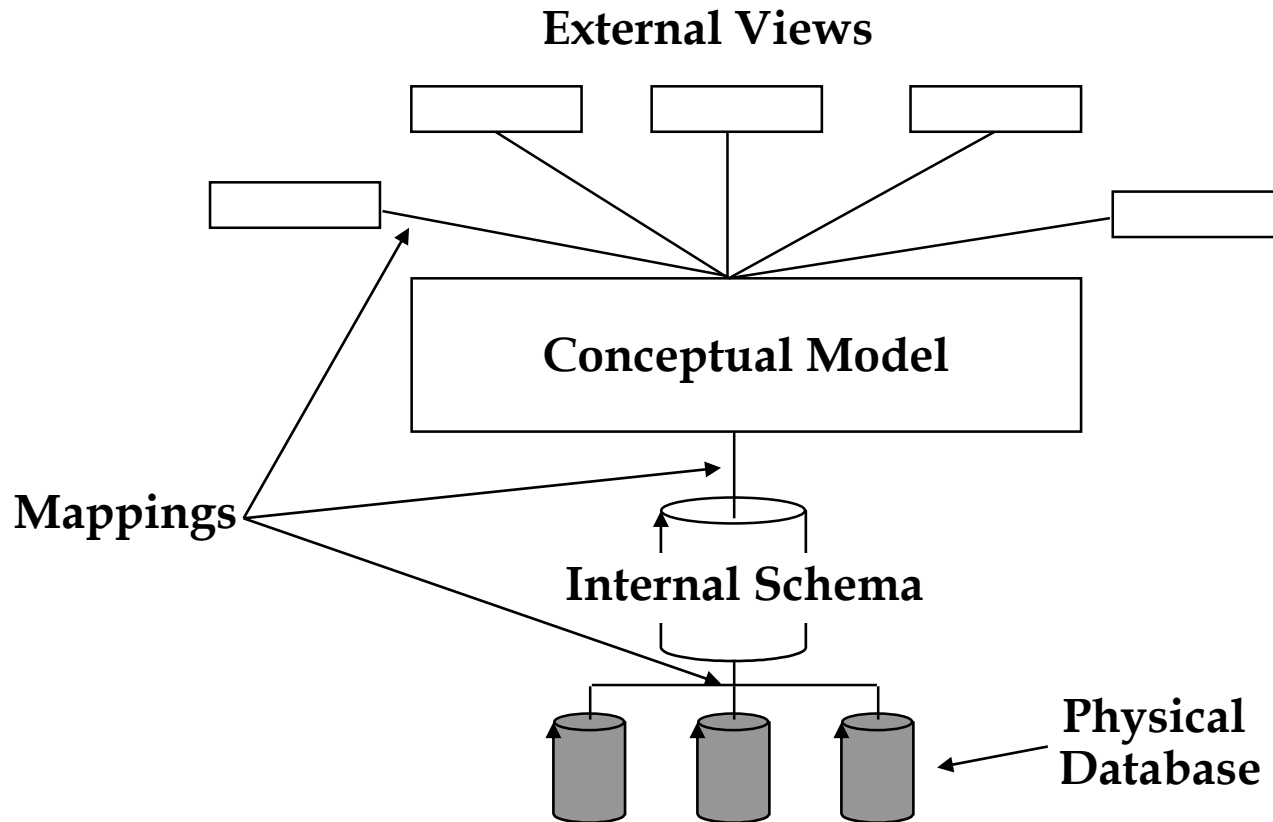 External Views
Conceptual Model
Mappings
Internal Schema
Physical
Database